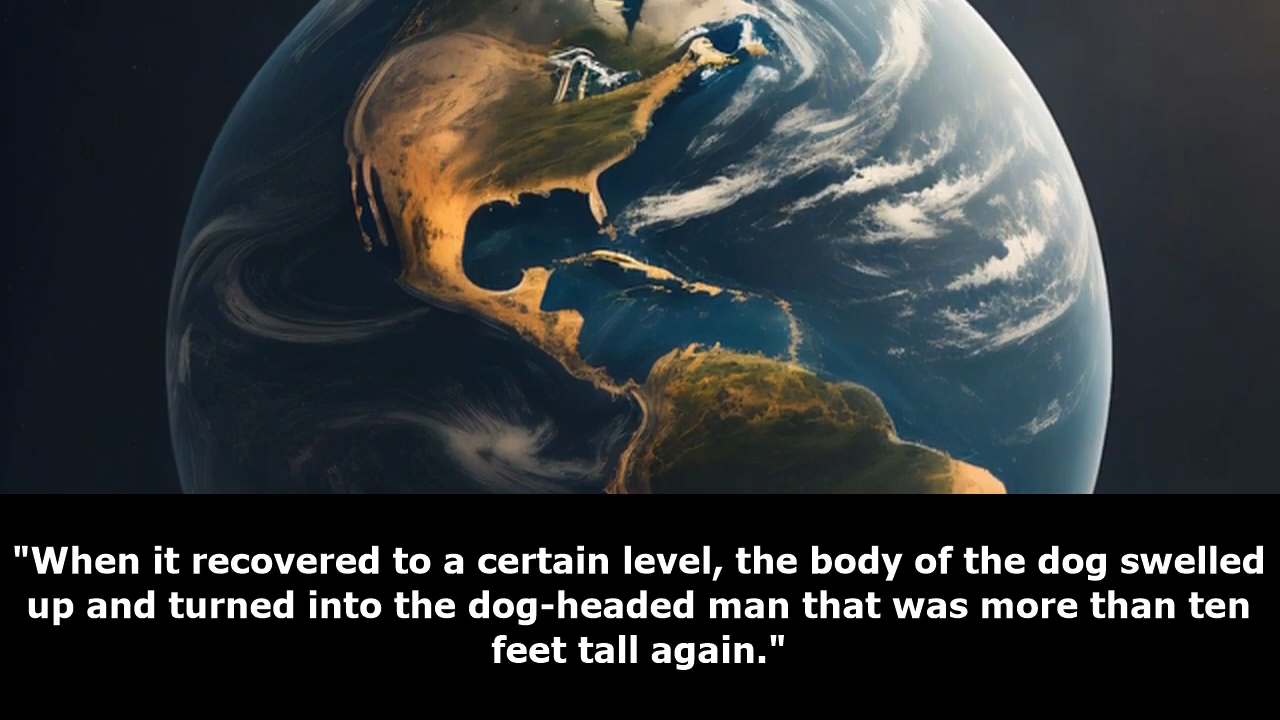 "When it recovered to a certain level, the body of the dog swelled
up and turned into the dog-headed man that was more than ten
feet tall again."